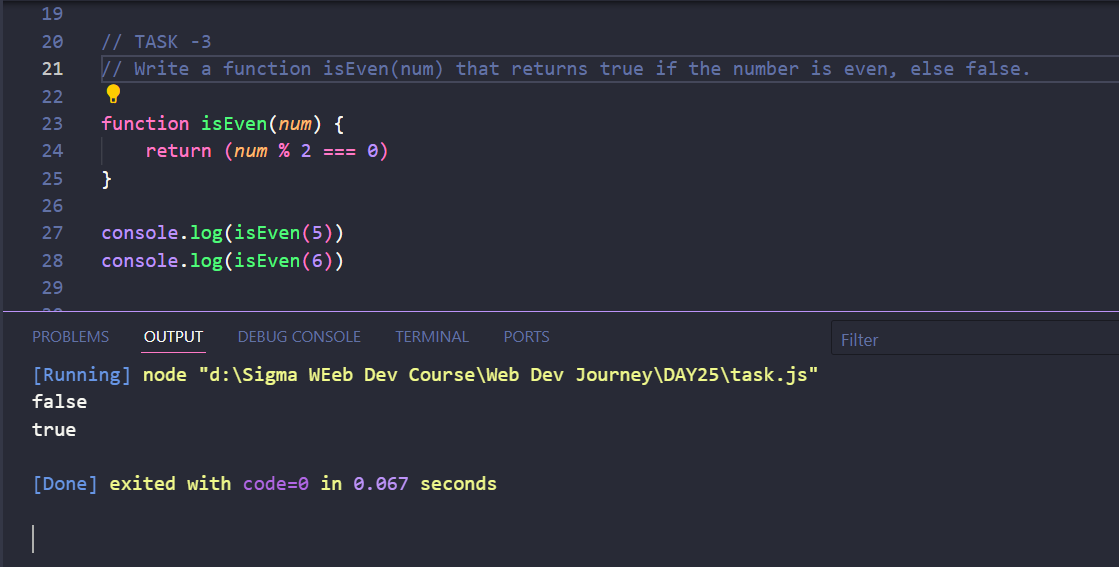 19
20 // TASK -3
21 // Write a function isEven(num) that returns true if the number is even, else false.
22
23 function isEven(num) {
24     return (num % 2 === 0)
25 }
26
27 console.log(isEven(5))
28 console.log(isEven(6))
29
PROBLEMS OUTPUT DEBUG CONSOLE TERMINAL PORTS Filter
[Running] node "d:\Sigma WEeb Dev Course\Web Dev Journey\DAY25\task.js"
false
true
[Done] exited with code=0 in 0.067 seconds